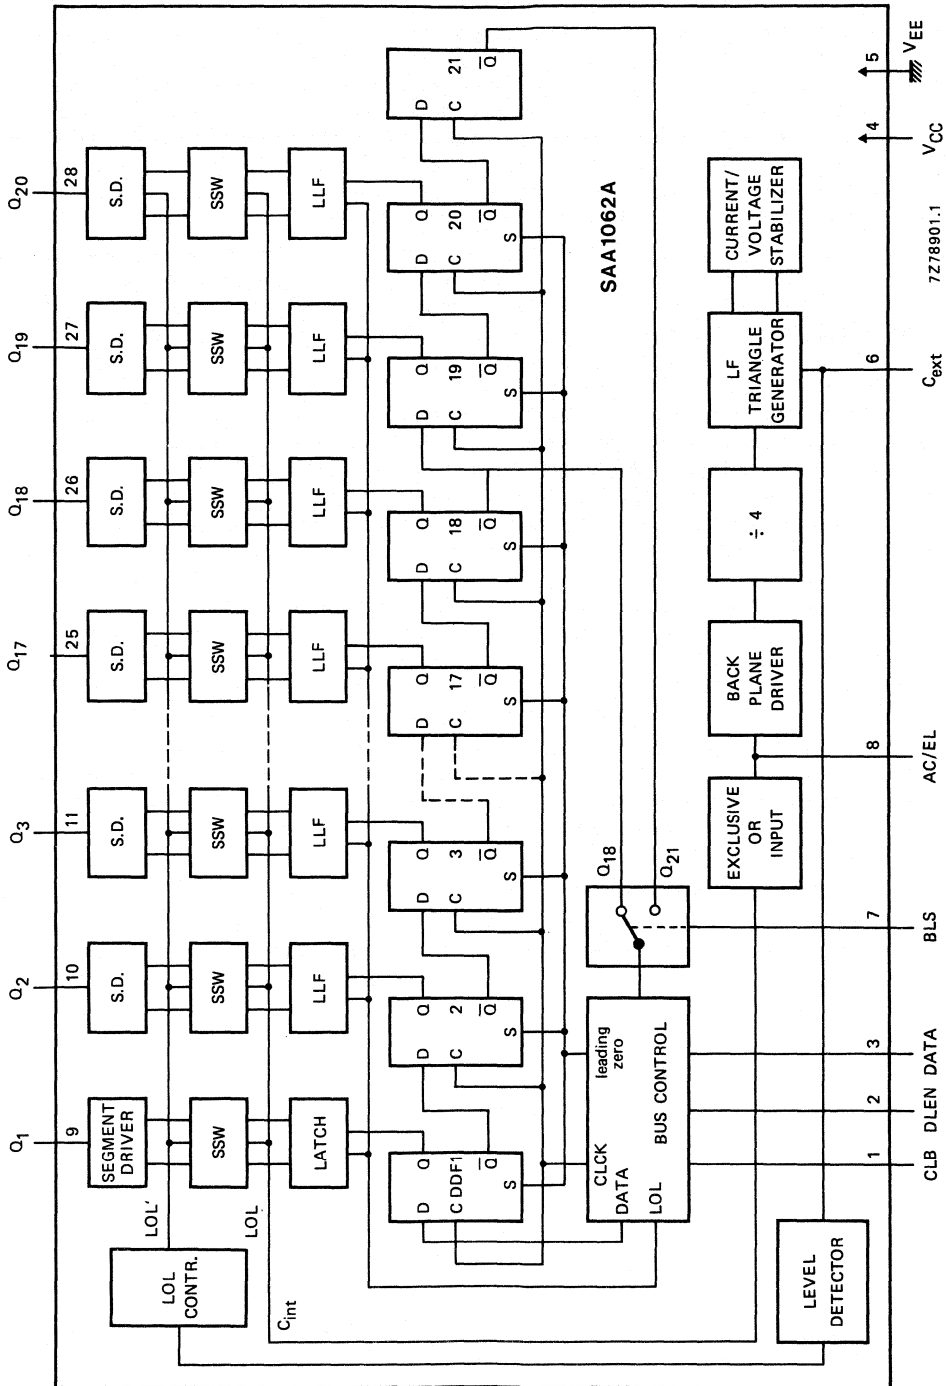 Q1 Q2 Q3 Q17 Q18 Q19 Q20
9 10 11 25 26 27 28
SEGMENT
DRIVER
S.D. S.D. S.D. S.D. S.D. S.D.
LOL'
LOL
CONTR.
SSW SSW SSW SSW SSW SSW SSW
LOL
Cint
LATCH LLF LLF LLF LLF LLF LLF
D Q D Q D Q D Q D Q D Q D Q D
C DDF1 C 2 C 3 C 17 C 18 C 19 C 20 C 21
Q̅ Q̅ Q̅ Q̅ Q̅ Q̅ Q̅ Q̅
S S S S S S S
CLCK
DATA
LOL
leading
zero
BUS CONTROL
Q18
Q21
SAA1062A
EXCLUSIVE
OR
INPUT
BACK
PLANE
DRIVER
÷ 4
LF
TRIANGLE
GENERATOR
CURRENT/
VOLTAGE
STABILIZER
LEVEL
DETECTOR
1 2 3 7 8 6 4 5
CLB DLEN DATA BLS AC/EL Cext VCC VEE
7Z78901.1